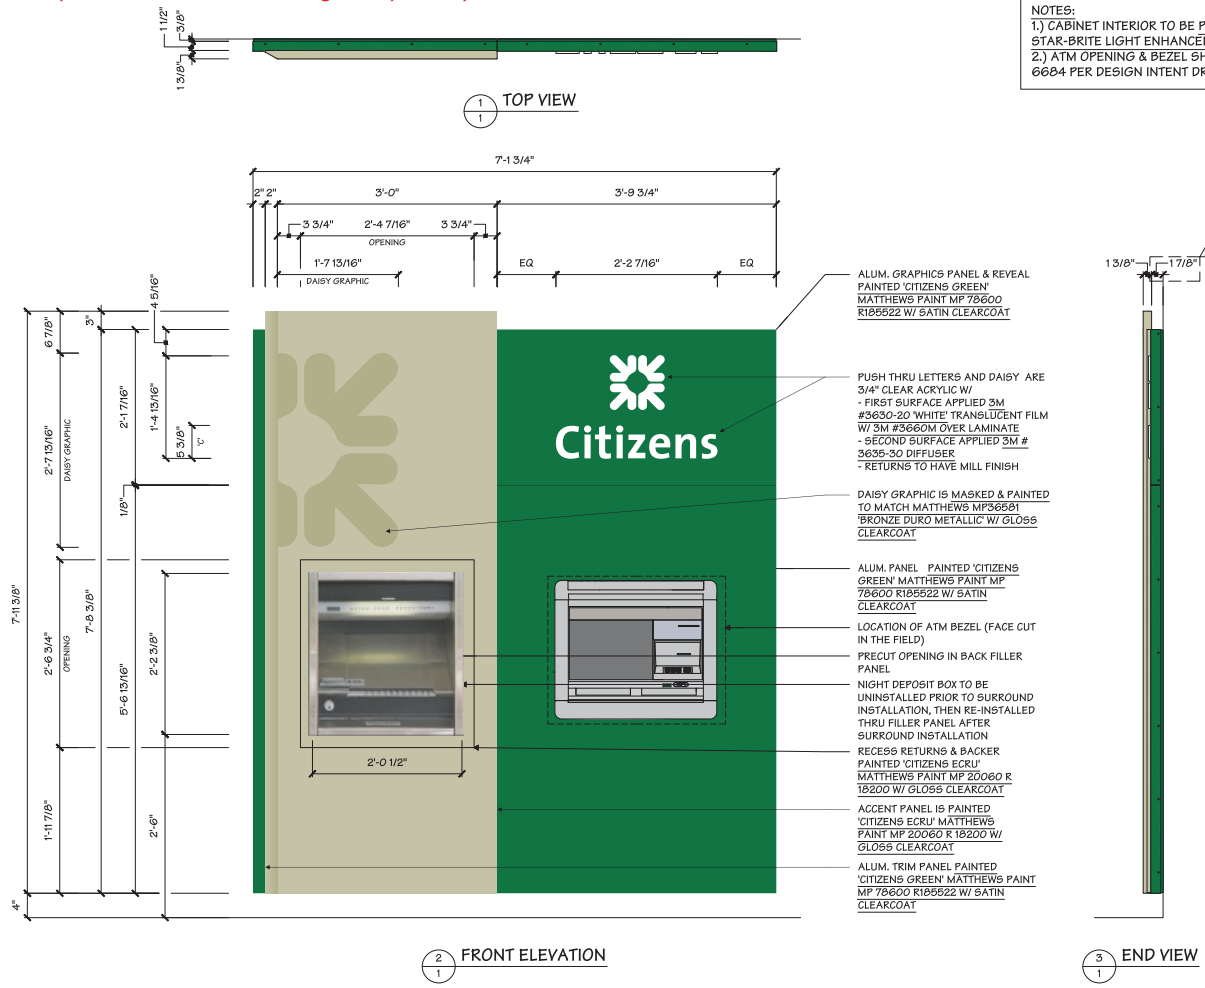 NOTES:
1.) CABINET INTERIOR TO BE
STAR-BRITE LIGHT
2.) ATM OPENING & BEZEL
6684 PER DESIGN INTENT
1 1/2"
3/8"
1 3/8"
1
1
TOP VIEW
7'-1 3/4"
2" 2"
3'-0"
3'-9 3/4"
3 3/4"
2'-4 7/16"
3 3/4"
OPENING
1'-7 13/16"
DAISY GRAPHIC
EQ
2'-2 7/16"
EQ
1 3/8"
1 7/8"
4 5/16"
3"
6 7/8"
2'-1 7/16"
1'-4 13/16"
5 3/8"
'C'
2'-7 13/16"
DAISY GRAPHIC
1/8"
7'-11 3/8"
7'-8 3/8"
2'-6 3/4"
OPENING
5'-6 13/16"
2'-2 3/8"
1'-11 7/8"
2'-6"
4"
Citizens
2'-0 1/2"
ALUM. GRAPHICS PANEL & REVEAL
PAINTED 'CITIZENS GREEN'
MATTHEWS PAINT MP 78600
R185522 W/ SATIN CLEARCOAT
PUSH THRU LETTERS AND DAISY ARE
3/4" CLEAR ACRYLIC W/
- FIRST SURFACE APPLIED 3M
#3630-20 'WHITE' TRANSLUCENT FILM
W/ 3M #3660M OVER LAMINATE
- SECOND SURFACE APPLIED 3M #
3635-30 DIFFUSER
- RETURNS TO HAVE MILL FINISH
DAISY GRAPHIC IS MASKED & PAINTED
TO MATCH MATTHEWS MP36581
'BRONZE DURO METALLIC' W/ GLOSS
CLEARCOAT
ALUM. PANEL PAINTED 'CITIZENS
GREEN' MATTHEWS PAINT MP
78600 R185522 W/ SATIN
CLEARCOAT
LOCATION OF ATM BEZEL (FACE CUT
IN THE FIELD)
PRECUT OPENING IN BACK FILLER
PANEL
NIGHT DEPOSIT BOX TO BE
UNINSTALLED PRIOR TO SURROUND
INSTALLATION, THEN RE-INSTALLED
THRU FILLER PANEL AFTER
SURROUND INSTALLATION
RECESS RETURNS & BACKER
PAINTED 'CITIZENS ECRU'
MATTHEWS PAINT MP 20060 R
18200 W/ GLOSS CLEARCOAT
ACCENT PANEL IS PAINTED
'CITIZENS ECRU' MATTHEWS
PAINT MP 20060 R 18200 W/
GLOSS CLEARCOAT
ALUM. TRIM PANEL PAINTED
'CITIZENS GREEN' MATTHEWS PAINT
MP 78600 R185522 W/ SATIN
CLEARCOAT
2
1
FRONT ELEVATION
3
1
END VIEW